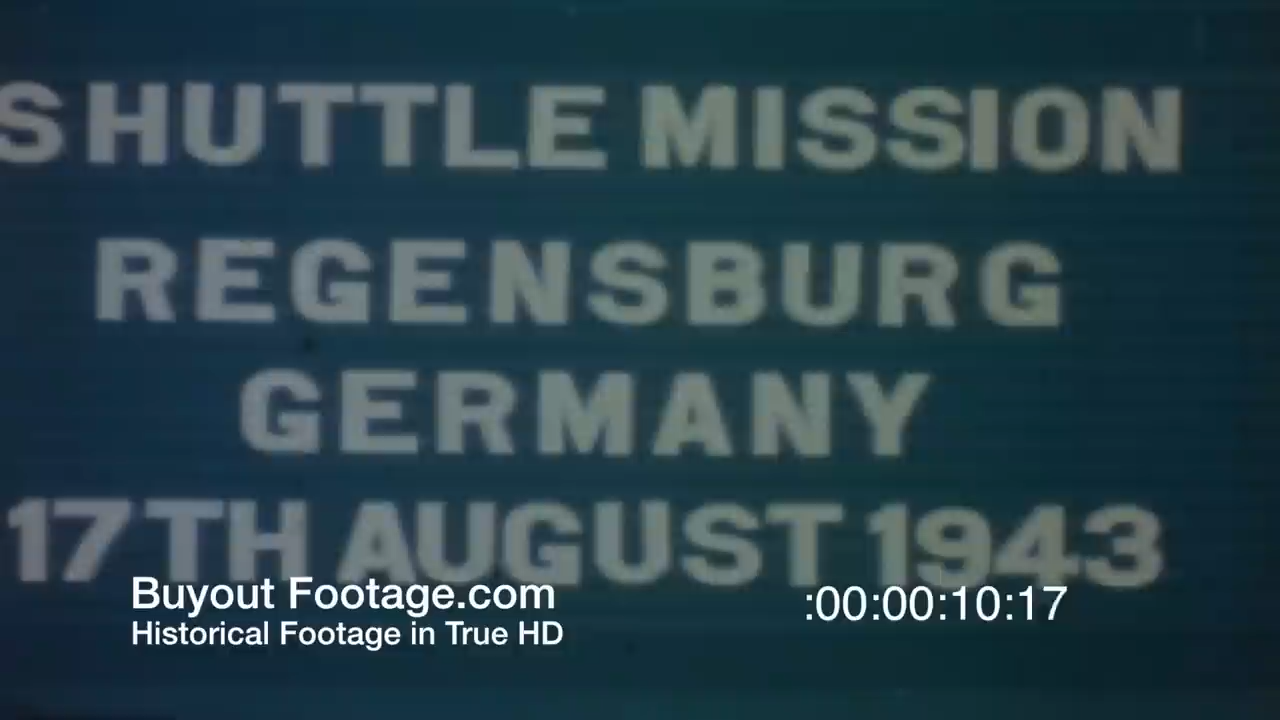 SHUTTLE MISSION
REGENSBURG
GERMANY
17TH AUGUST 1943
Buyout Footage.com
Historical Footage in True HD
:00:00:10:17